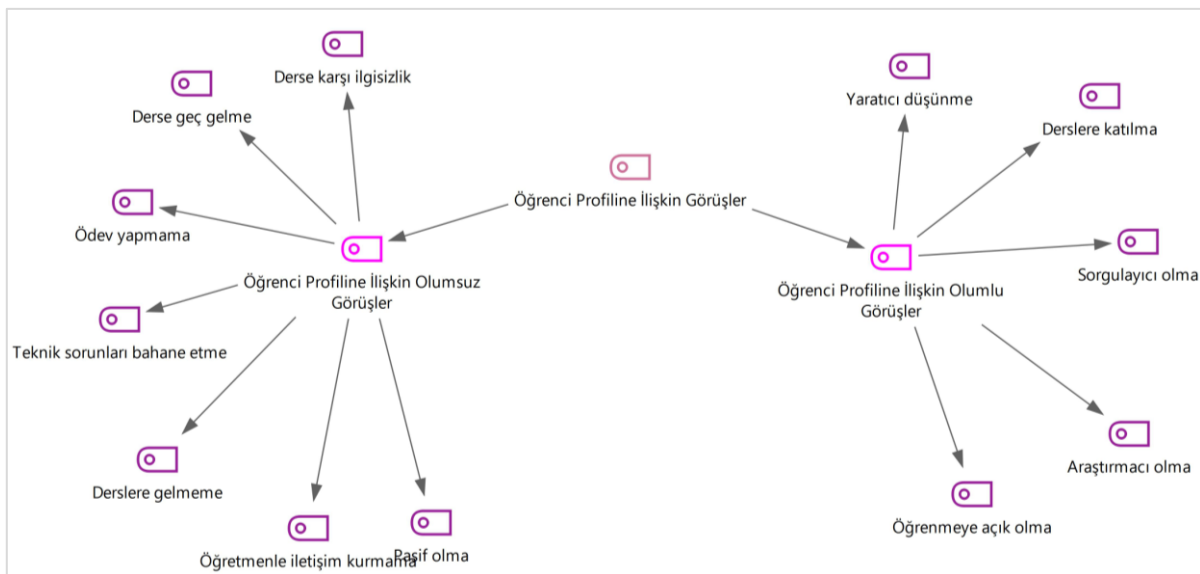 Derse karşı ilgisizlik
Derse geç gelme
Yaratıcı düşünme
Derslere katılma
Öğrenci Profiline İlişkin Görüşler
Ödev yapmama
Öğrenci Profiline İlişkin Olumsuz
Görüşler
Öğrenci Profiline İlişkin Olumlu
Görüşler
Sorgulayıcı olma
Teknik sorunları bahane etme
Derslere gelmeme
Araştırmacı olma
Öğrenmeye açık olma
Öğretmenle iletişim kurmama
Pasif olma